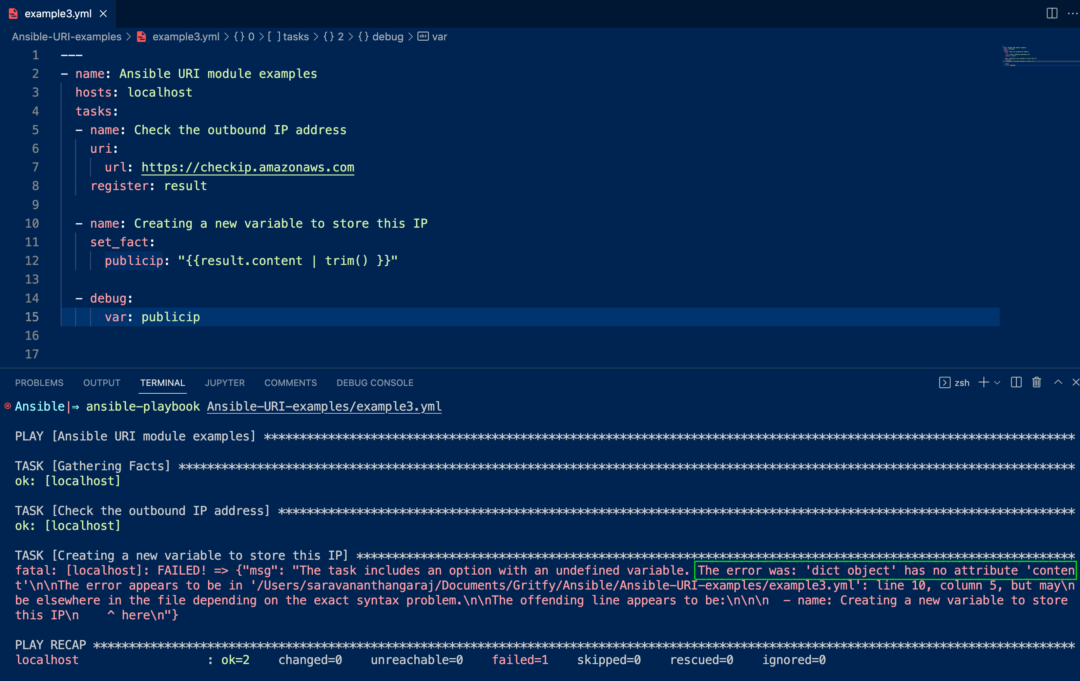 example3.yml
Ansible-URI-examples > example3.yml > {} 0 > [ ] tasks > {} 2 > {} debug > var
1 ---
2 - name: Ansible URI module examples
3 hosts: localhost
4 tasks:
5 - name: Check the outbound IP address
6 uri:
7 url: https://checkip.amazonaws.com
8 register: result
9
10 - name: Creating a new variable to store this IP
11 set_fact:
12 publicip: "{{result.content | trim() }}"
13
14 - debug:
15 var: publicip
16
17
PROBLEMS OUTPUT TERMINAL JUPYTER COMMENTS DEBUG CONSOLE zsh
Ansible|⇒ ansible-playbook Ansible-URI-examples/example3.yml
PLAY [Ansible URI module examples] *****************************************************************************************************************
TASK [Gathering Facts] *****************************************************************************************************************************
ok: [localhost]
TASK [Check the outbound IP address] ***************************************************************************************************************
ok: [localhost]
TASK [Creating a new variable to store this IP] ****************************************************************************************************
fatal: [localhost]: FAILED! => {"msg": "The task includes an option with an undefined variable. The error was: 'dict object' has no attribute 'conten
t'\n\nThe error appears to be in '/Users/saravananthangaraj/Documents/Gritfy/Ansible/Ansible-URI-examples/example3.yml': line 10, column 5, but may\n
be elsewhere in the file depending on the exact syntax problem.\n\nThe offending line appears to be:\n\n\n  - name: Creating a new variable to store
this IP\n    ^ here\n"}
PLAY RECAP *****************************************************************************************************************************************
localhost : ok=2 changed=0 unreachable=0 failed=1 skipped=0 rescued=0 ignored=0